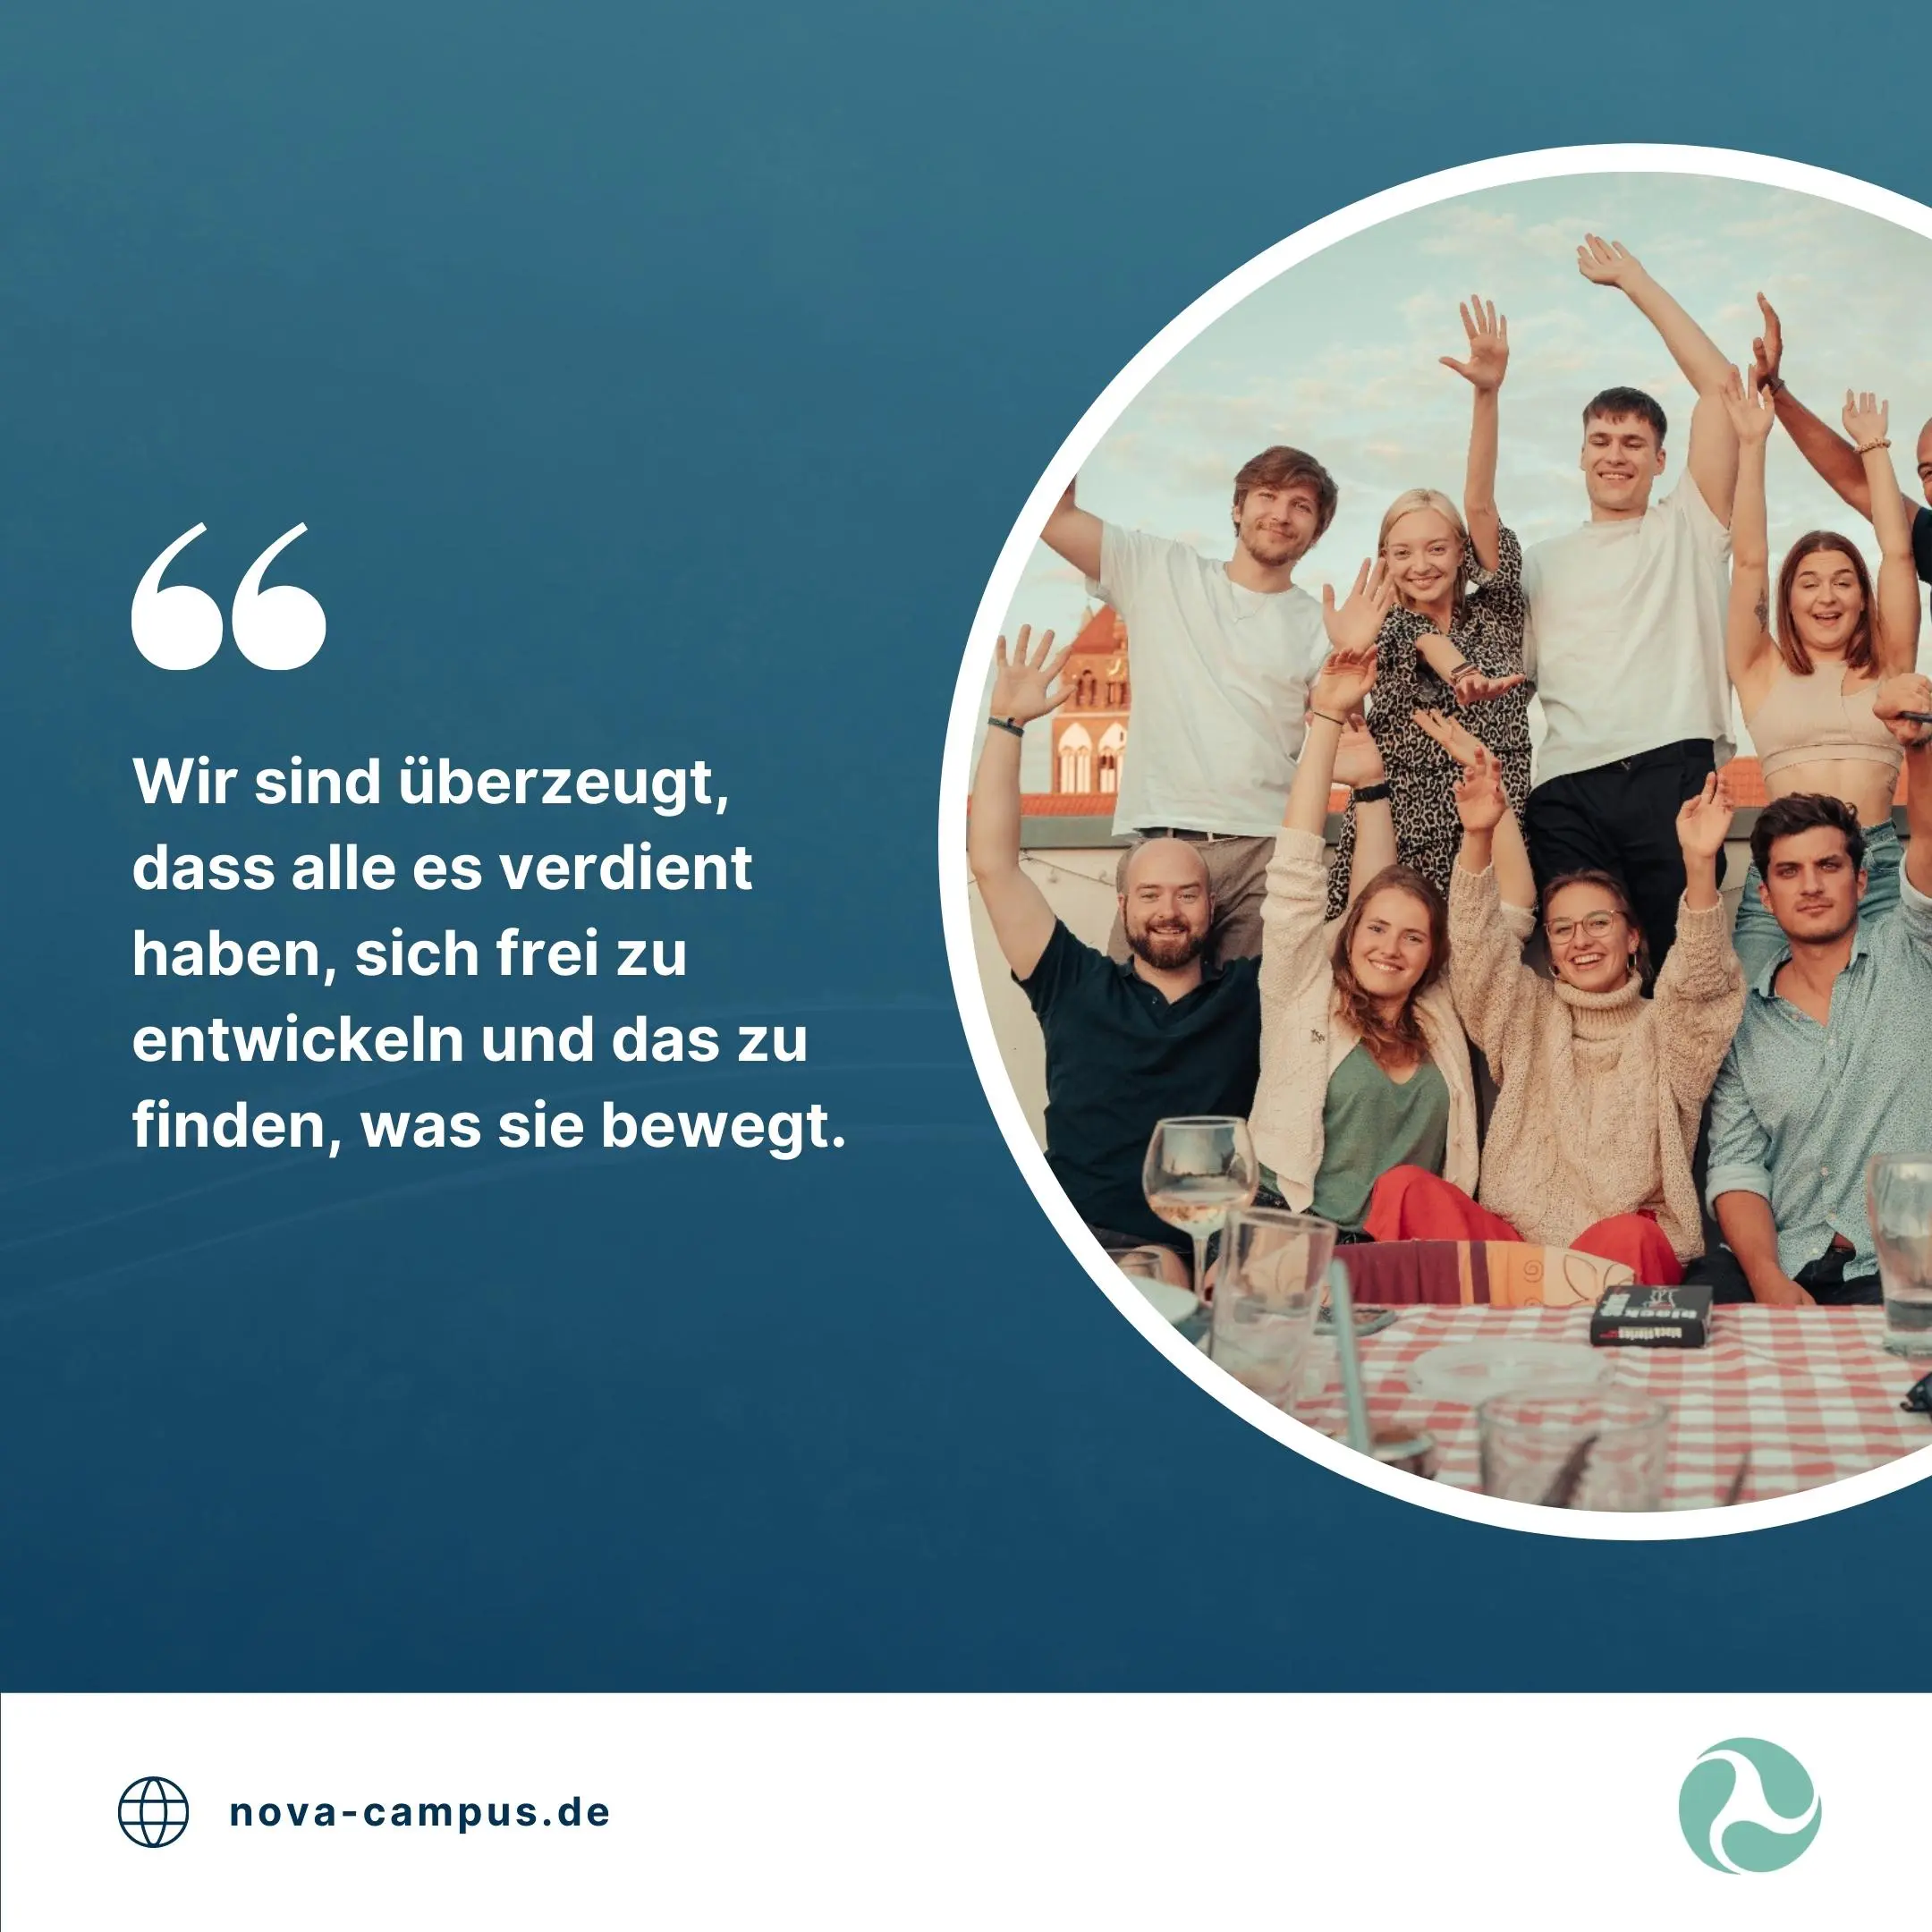 Wir sind überzeugt,
dass alle es verdient
haben, sich frei zu
entwickeln und das zu
finden, was sie bewegt.
nova-campus.de